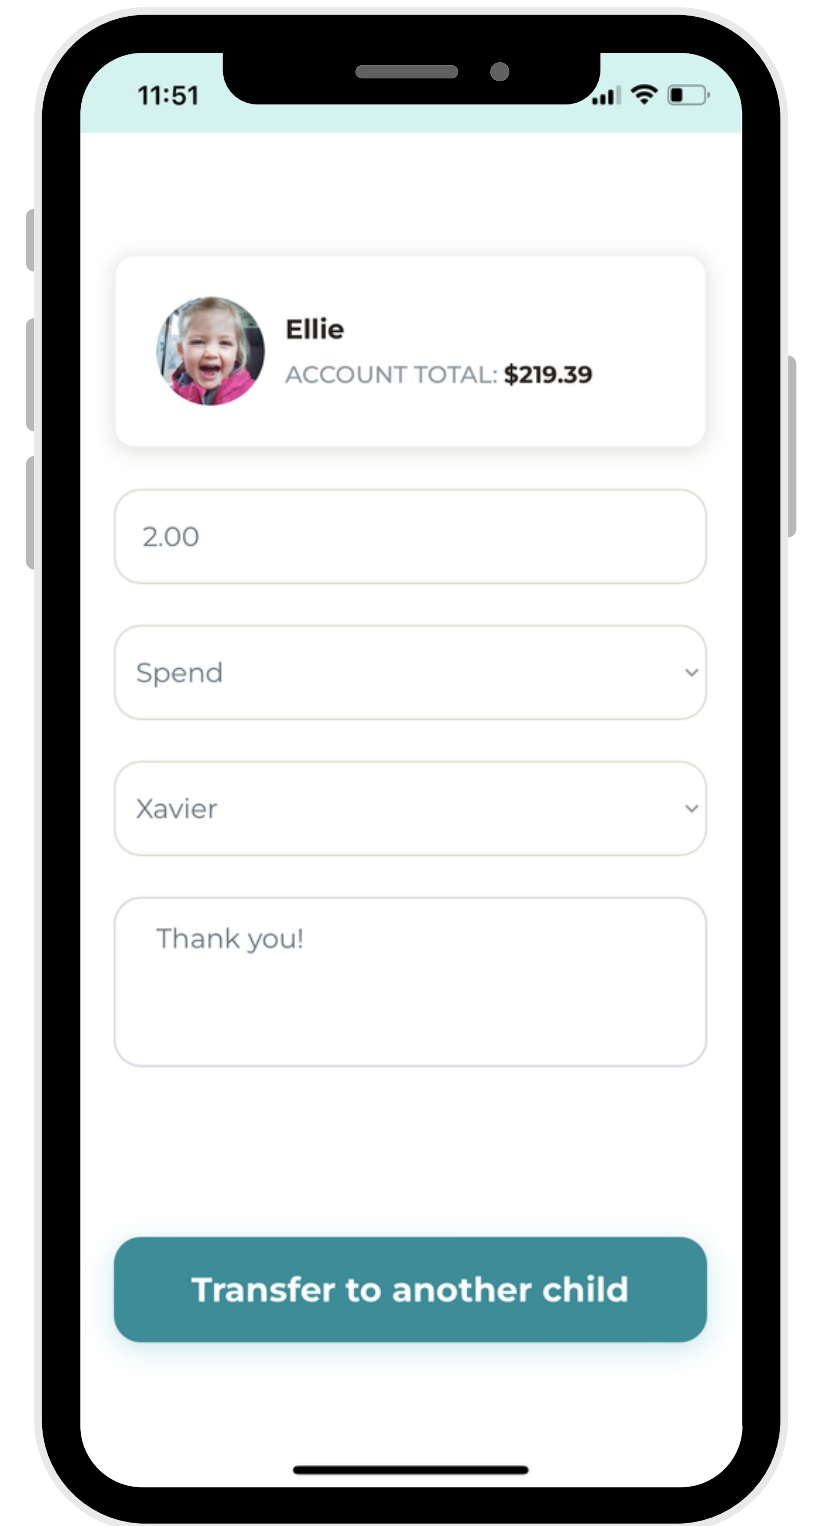 11:51
Ellie
ACCOUNT TOTAL: $219.39
2.00
Spend
Xavier
Thank you!
Transfer to another child